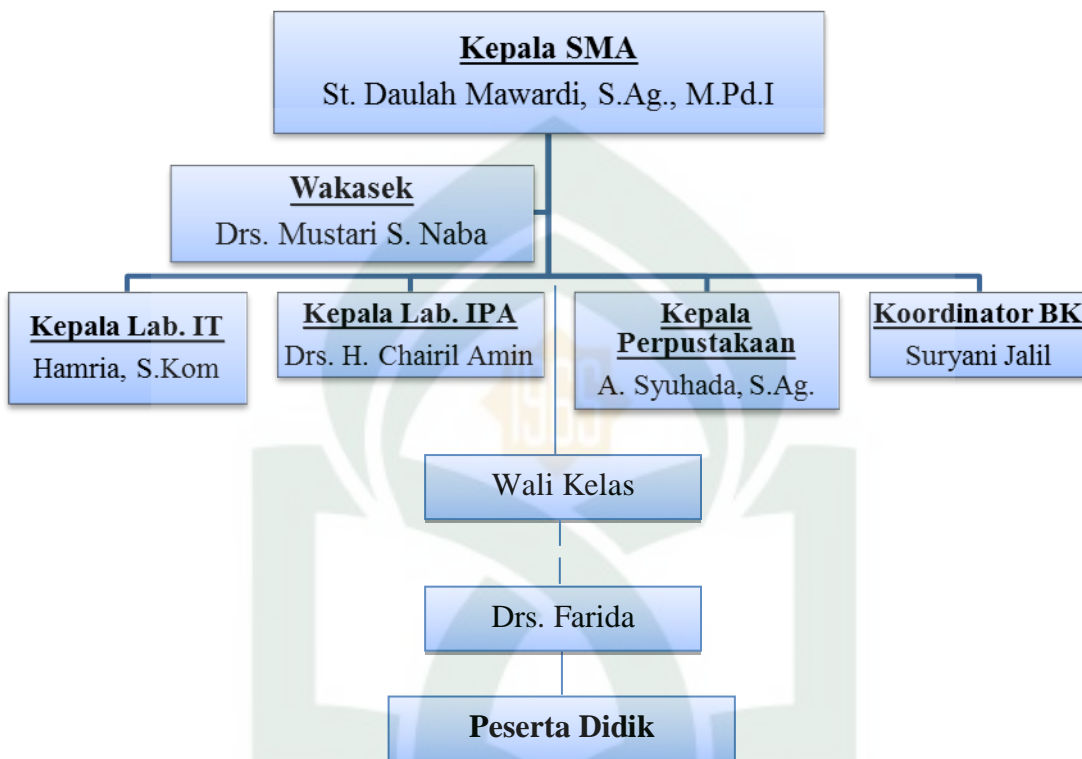 Kepala SMA
St. Daulah Mawardi, S.Ag., M.Pd.I
Wakasek
Drs. Mustari S. Naba
Kepala Lab. IT
Hamria, S.Kom
Kepala Lab. IPA
Drs. H. Chairil Amin
Kepala
Perpustakaan
A. Syuhada, S.Ag.
Koordinator BK
Suryani Jalil
1965
Wali Kelas
Drs. Farida
Peserta Didik